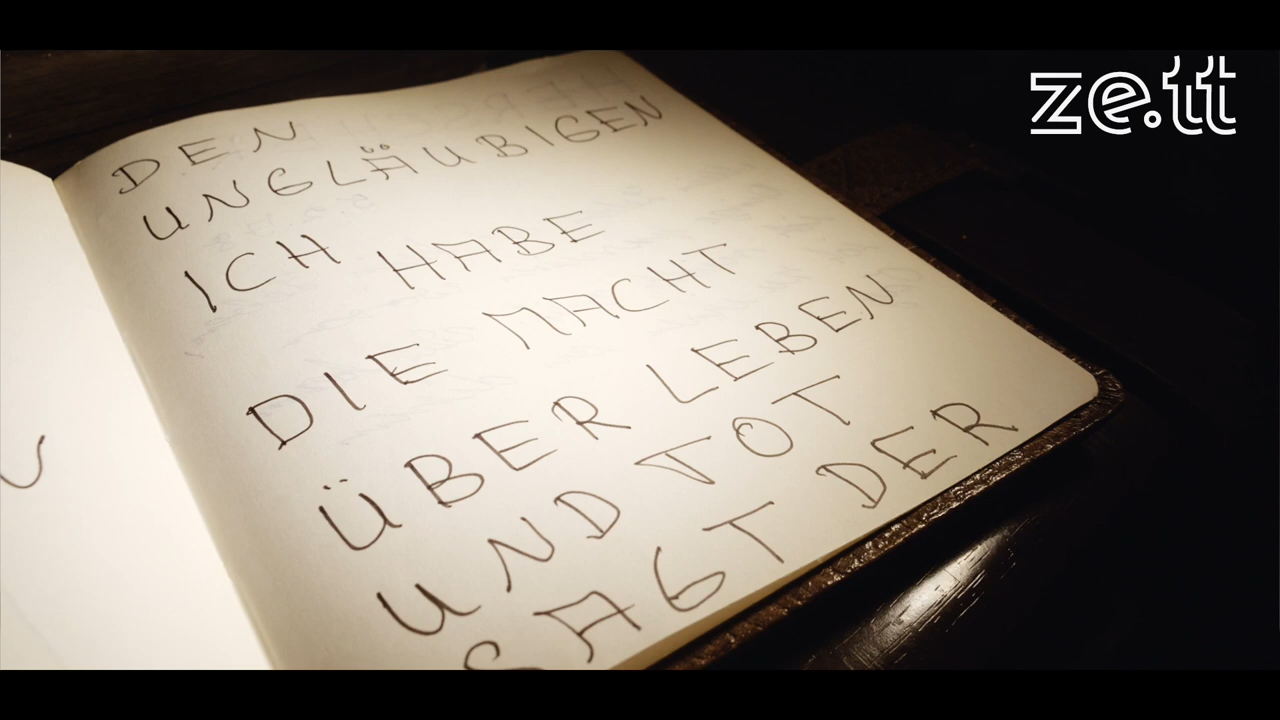 ze.tt
DEN
UNGLÄUBIGEN
ICH HABE
DIE MACHT
ÜBER LEBEN
UND TOT
SAGT DER